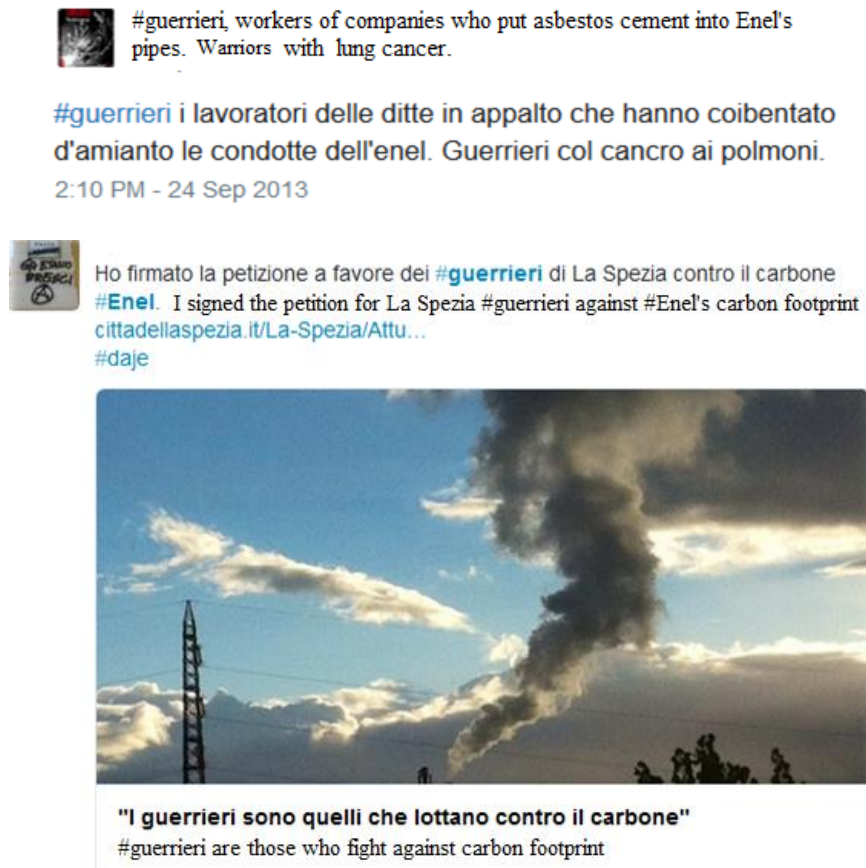 #guerrieri, workers of companies who put asbestos cement into Enel's
pipes. Warriors with lung cancer.
#guerrieri i lavoratori delle ditte in appalto che hanno coibentato
d'amianto le condotte dell'enel. Guerrieri col cancro ai polmoni.
2:10 PM - 24 Sep 2013
GAETANO
BRESCI
Ho firmato la petizione a favore dei #guerrieri di La Spezia contro il carbone
#Enel. I signed the petition for La Spezia #guerrieri against #Enel's carbon footprint
cittadellaspezia.it/La-Spezia/Attu...
#daje
"I guerrieri sono quelli che lottano contro il carbone"
#guerrieri are those who fight against carbon footprint